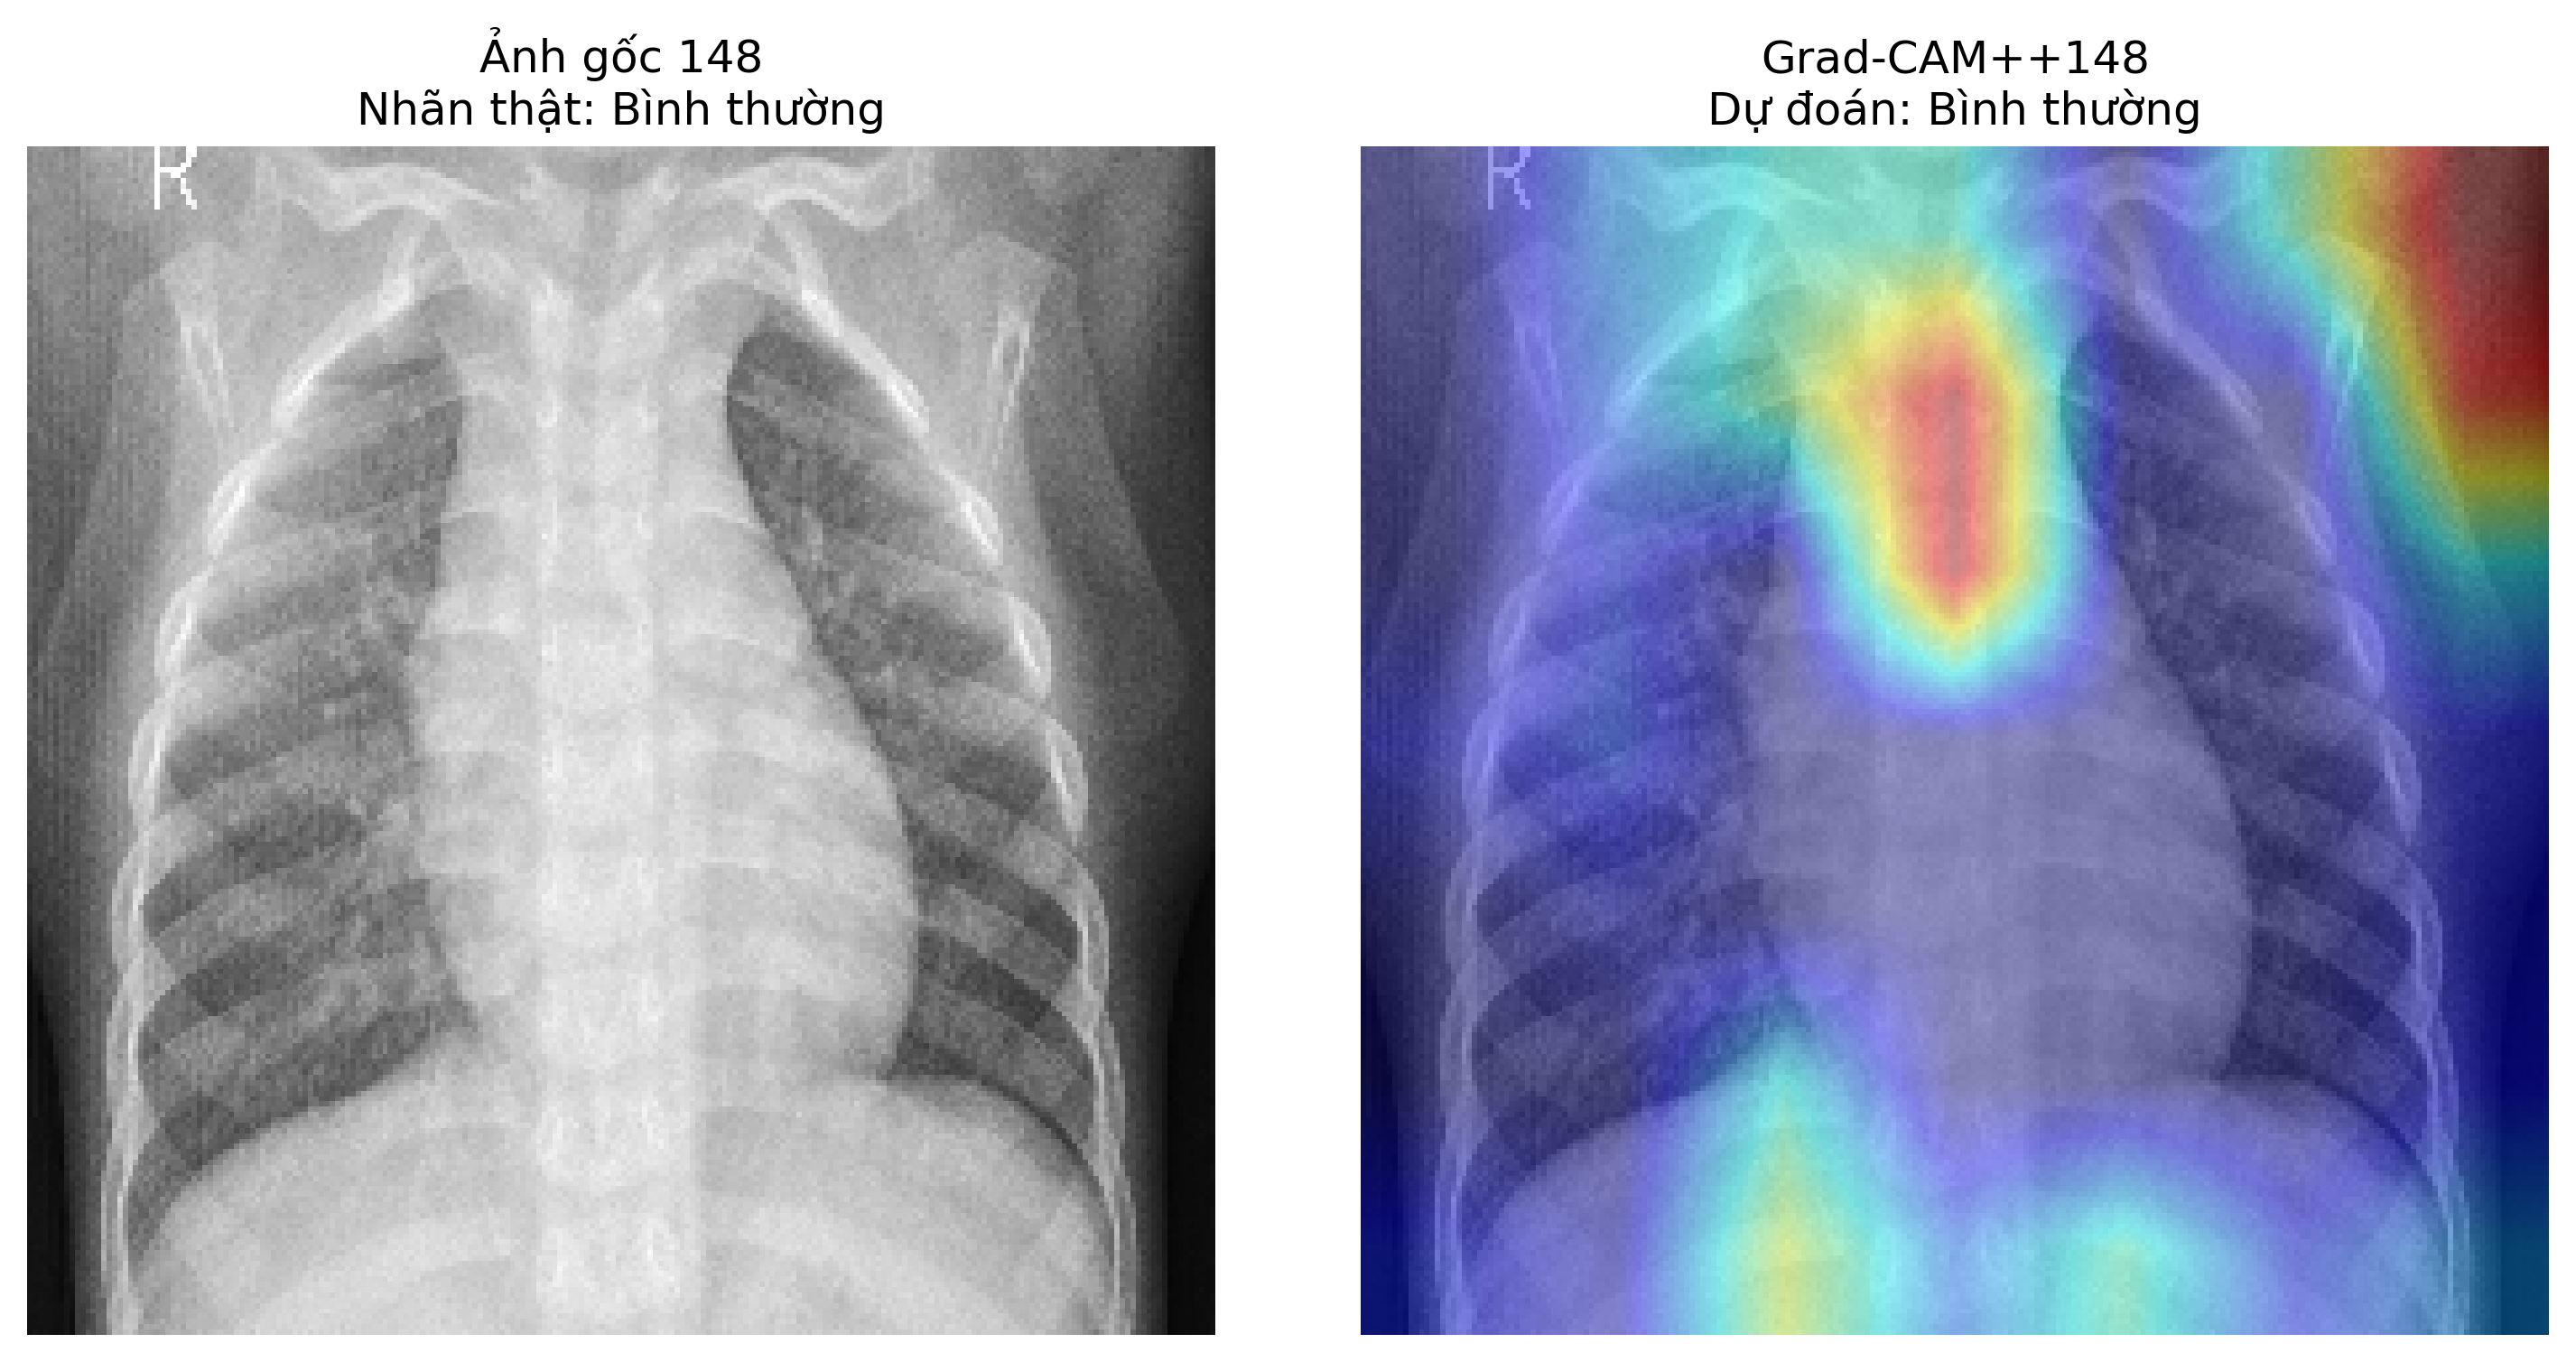 Ảnh gốc 148
Nhãn thật: Bình thường
Grad-CAM++148
Dự đoán: Bình thường
R
R